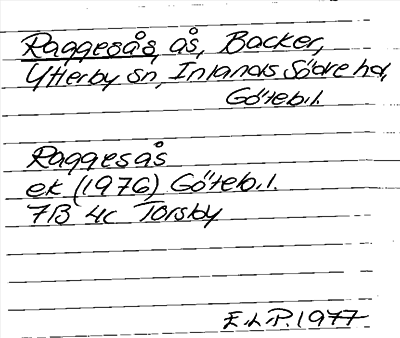 Raggesås, ås, Backer,
Ytterby sn, Inlands Södre hd,
Göteb.l.
Raggesås
ek (1976) Göteb.l.
7B 4c Torsby
E.L.P. 1977